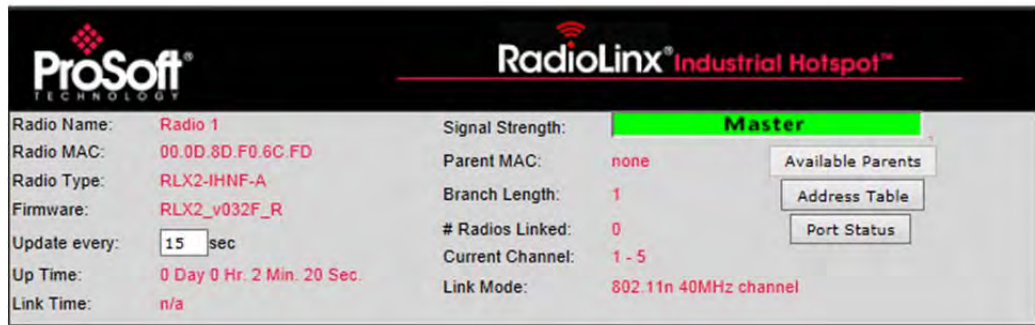 ProSoft®
TECHNOLOGY
RadioLinx® Industrial Hotspot™
Radio Name: Radio 1
Radio MAC: 00.0D.8D.F0.6C.FD
Radio Type: RLX2-IHNF-A
Firmware: RLX2_v032F_R
Update every: 15 sec
Up Time: 0 Day 0 Hr. 2 Min. 20 Sec.
Link Time: n/a
Signal Strength: Master
Parent MAC: none Available Parents
Branch Length: 1 Address Table
# Radios Linked: 0 Port Status
Current Channel: 1 - 5
Link Mode: 802.11n 40MHz channel